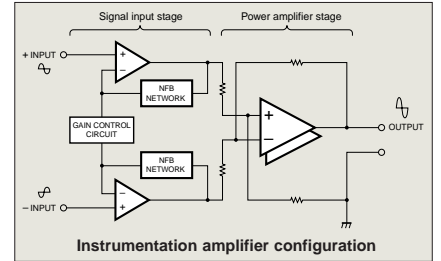 Signal input stage
Power amplifier stage
+ INPUT
+
−
NFB
NETWORK
GAIN CONTROL
CIRCUIT
NFB
NETWORK
−
+
− INPUT
+
−
OUTPUT
Instrumentation amplifier configuration